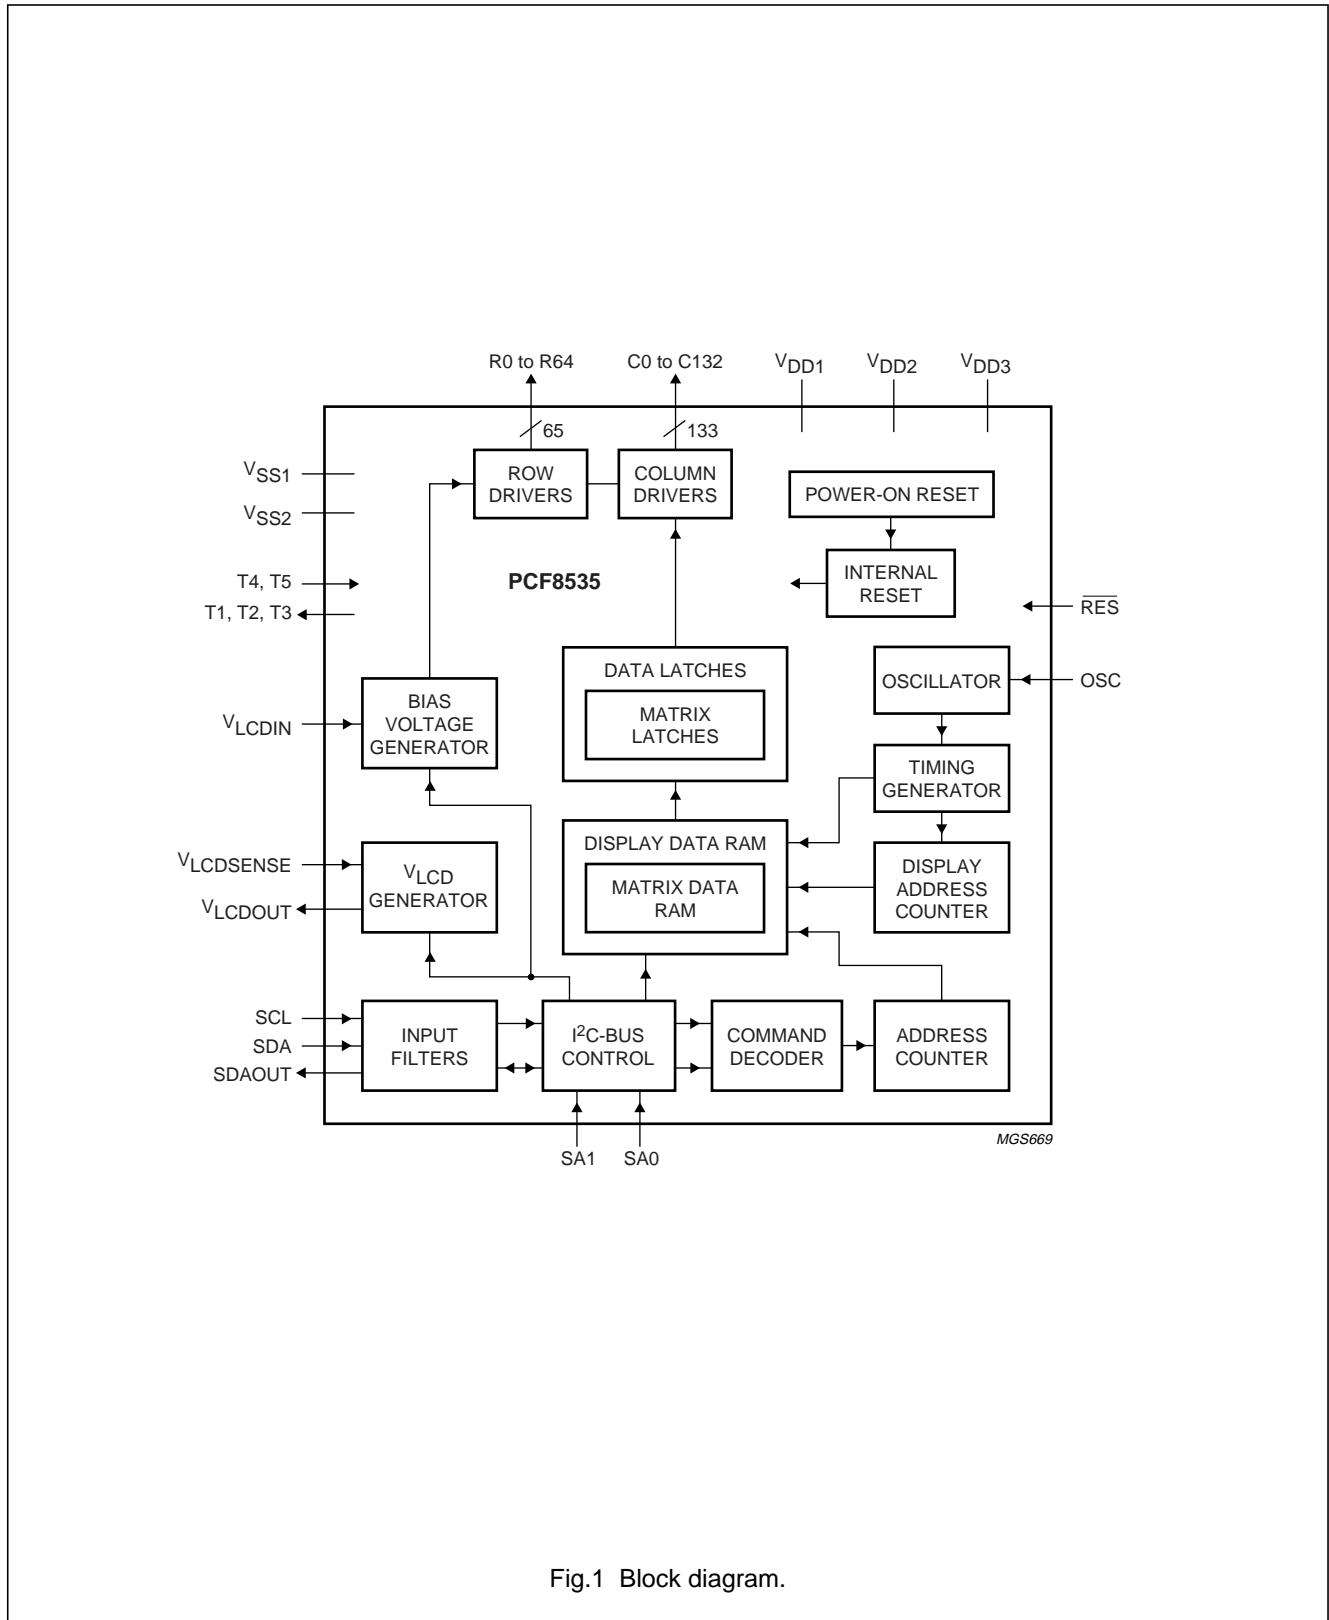 R0 to R64
C0 to C132
VDD1
VDD2
VDD3
65
133
VSS1
VSS2
ROW
DRIVERS
COLUMN
DRIVERS
POWER-ON RESET
T4, T5
T1, T2, T3
PCF8535
INTERNAL
RESET
RES
DATA LATCHES
MATRIX
LATCHES
OSCILLATOR
OSC
VLCDIN
BIAS
VOLTAGE
GENERATOR
TIMING
GENERATOR
VLCDSENSE
VLCDOUT
VLCD
GENERATOR
DISPLAY DATA RAM
MATRIX DATA
RAM
DISPLAY
ADDRESS
COUNTER
SCL
SDA
SDAOUT
INPUT
FILTERS
I²C-BUS
CONTROL
COMMAND
DECODER
ADDRESS
COUNTER
MGS669
SA1
SA0
Fig.1 Block diagram.